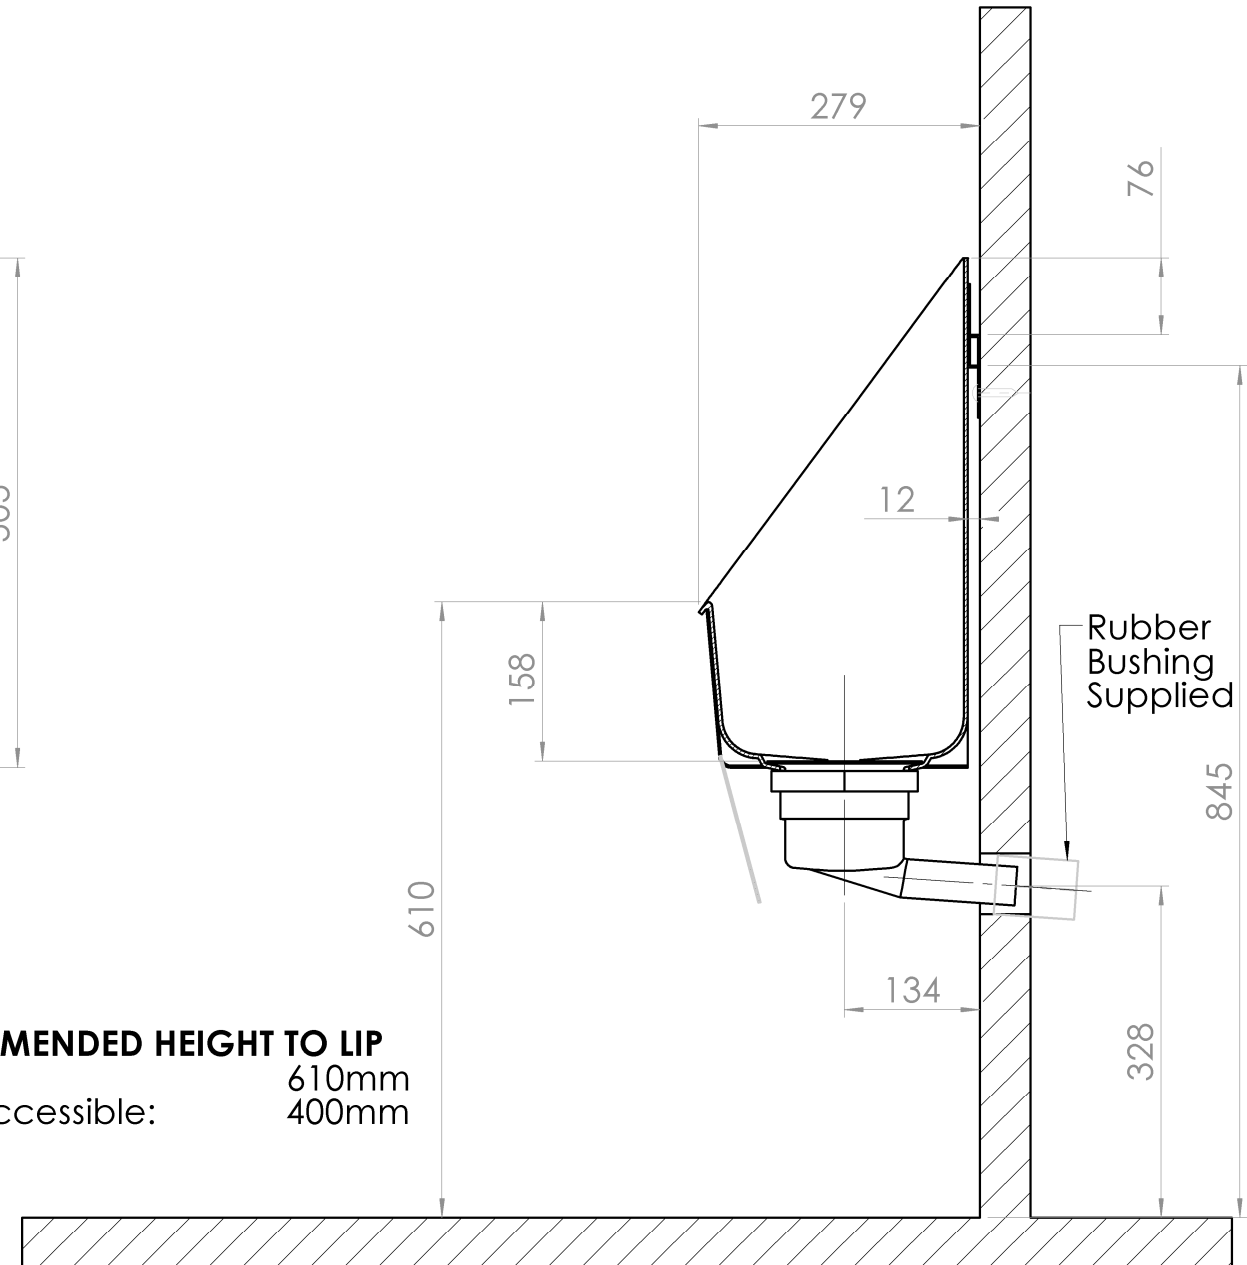 279
76
12
Rubber
Bushing
Supplied
158
845
610
134
328
MENDED HEIGHT TO LIP
610mm
ccessible: 400mm